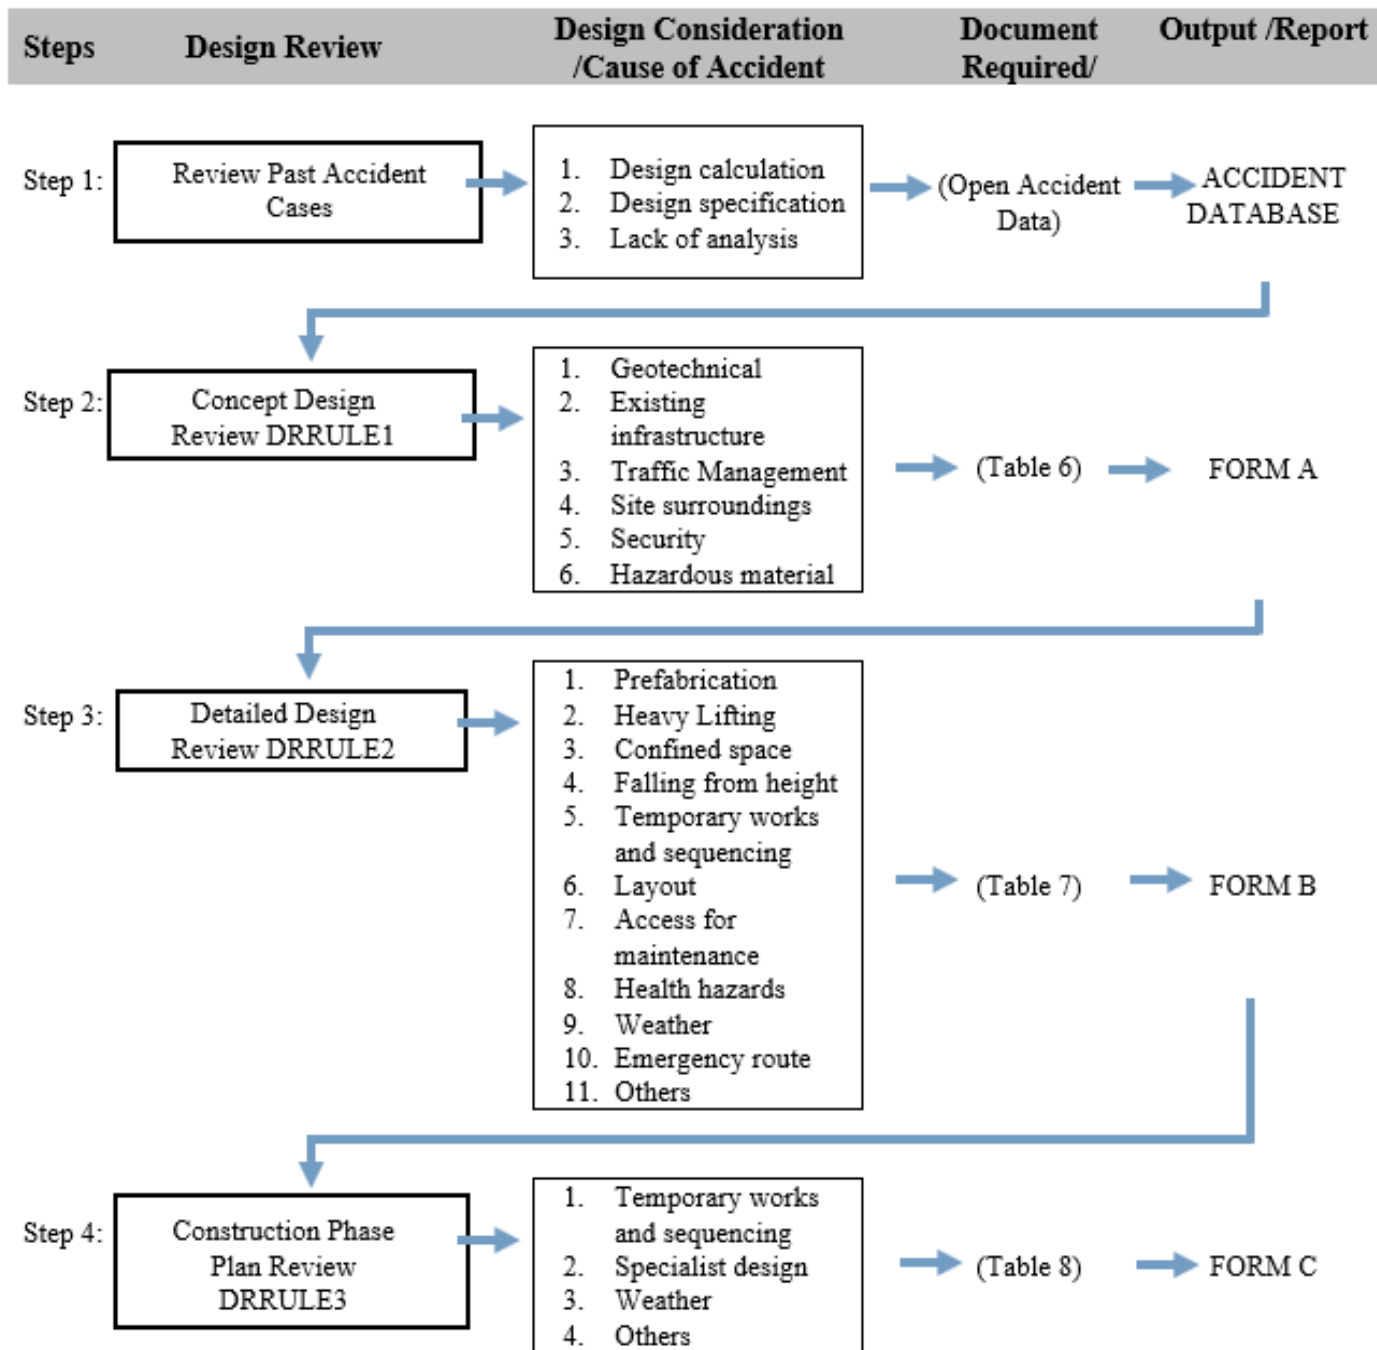 Steps
Design Review
Design Consideration
/Cause of Accident
Document
Required/
Output /Report
Step 1:
Review Past Accident
Cases
1. Design calculation
2. Design specification
3. Lack of analysis
(Open Accident
Data)
ACCIDENT
DATABASE
Step 2:
Concept Design
Review DRRULE1
1. Geotechnical
2. Existing
infrastructure
3. Traffic Management
4. Site surroundings
5. Security
6. Hazardous material
(Table 6)
FORM A
Step 3:
Detailed Design
Review DRRULE2
1. Prefabrication
2. Heavy Lifting
3. Confined space
4. Falling from height
5. Temporary works
and sequencing
6. Layout
7. Access for
maintenance
8. Health hazards
9. Weather
10. Emergency route
11. Others
(Table 7)
FORM B
Step 4:
Construction Phase
Plan Review
DRRULE3
1. Temporary works
and sequencing
2. Specialist design
3. Weather
4. Others
(Table 8)
FORM C